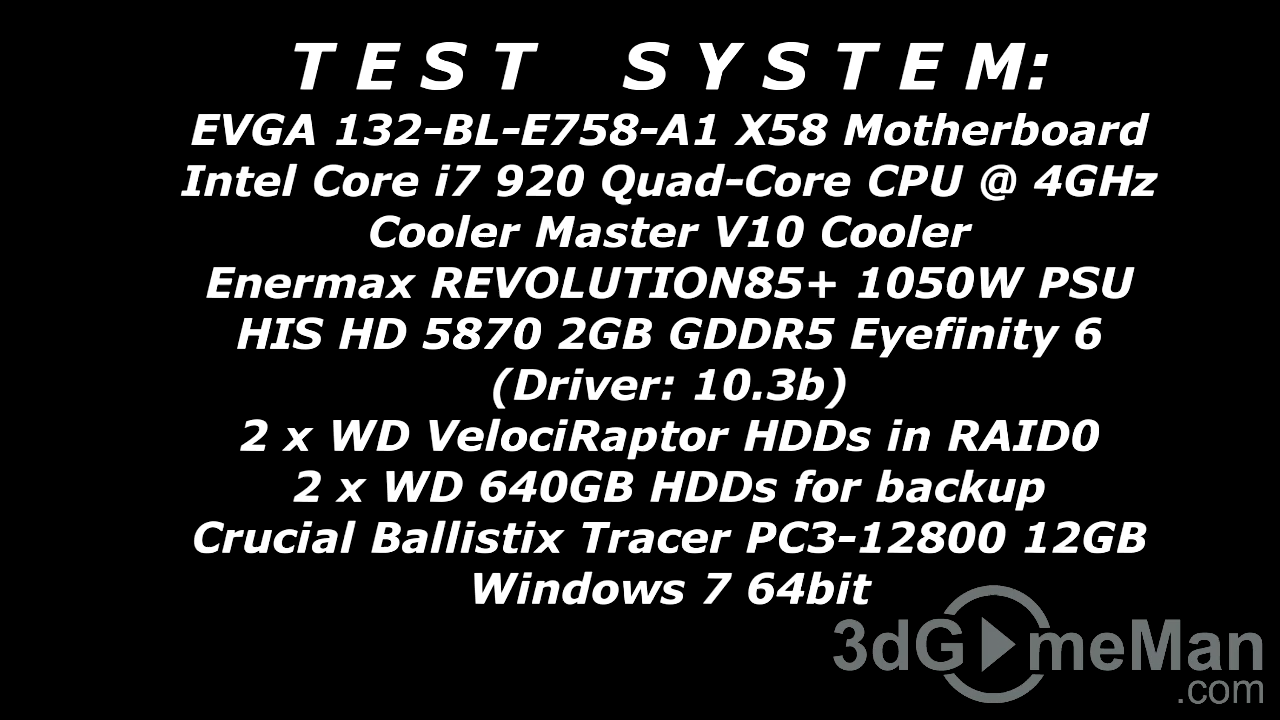 TEST SYSTEM:
EVGA 132-BL-E758-A1 X58 Motherboard
Intel Core i7 920 Quad-Core CPU @ 4GHz
Cooler Master V10 Cooler
Enermax REVOLUTION85+ 1050W PSU
HIS HD 5870 2GB GDDR5 Eyefinity 6
(Driver: 10.3b)
2 x WD VelociRaptor HDDs in RAID0
2 x WD 640GB HDDs for backup
Crucial Ballistix Tracer PC3-12800 12GB
Windows 7 64bit
3dGameMan
.com